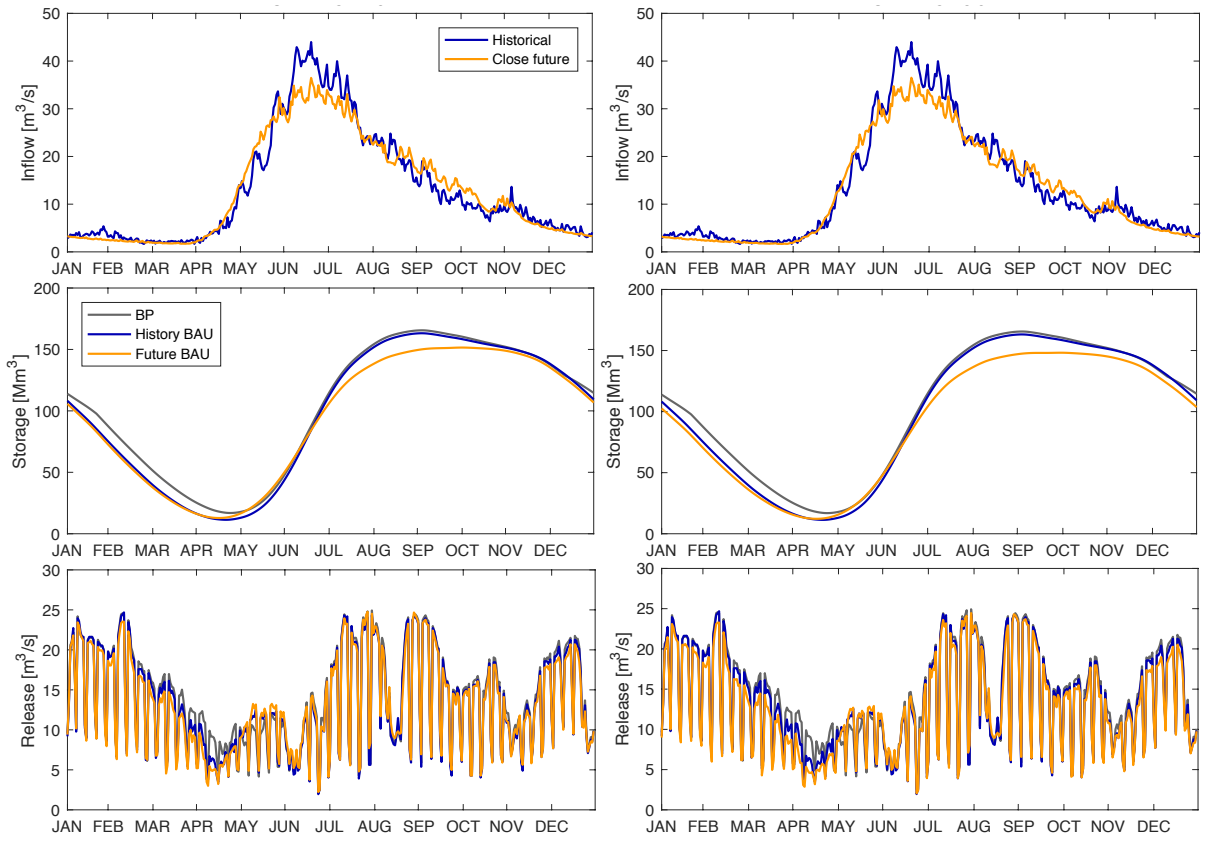 50
40
30
20
10
0
Inflow [m³/s]
Historical
Close future
JAN FEB MAR APR MAY JUN JUL AUG SEP OCT NOV DEC
50
40
30
20
10
0
Inflow [m³/s]
JAN FEB MAR APR MAY JUN JUL AUG SEP OCT NOV DEC
200
150
100
50
0
Storage [Mm³]
BP
History BAU
Future BAU
JAN FEB MAR APR MAY JUN JUL AUG SEP OCT NOV DEC
200
150
100
50
0
Storage [Mm³]
JAN FEB MAR APR MAY JUN JUL AUG SEP OCT NOV DEC
30
25
20
15
10
5
0
Release [m³/s]
JAN FEB MAR APR MAY JUN JUL AUG SEP OCT NOV DEC
30
25
20
15
10
5
0
Release [m³/s]
JAN FEB MAR APR MAY JUN JUL AUG SEP OCT NOV DEC